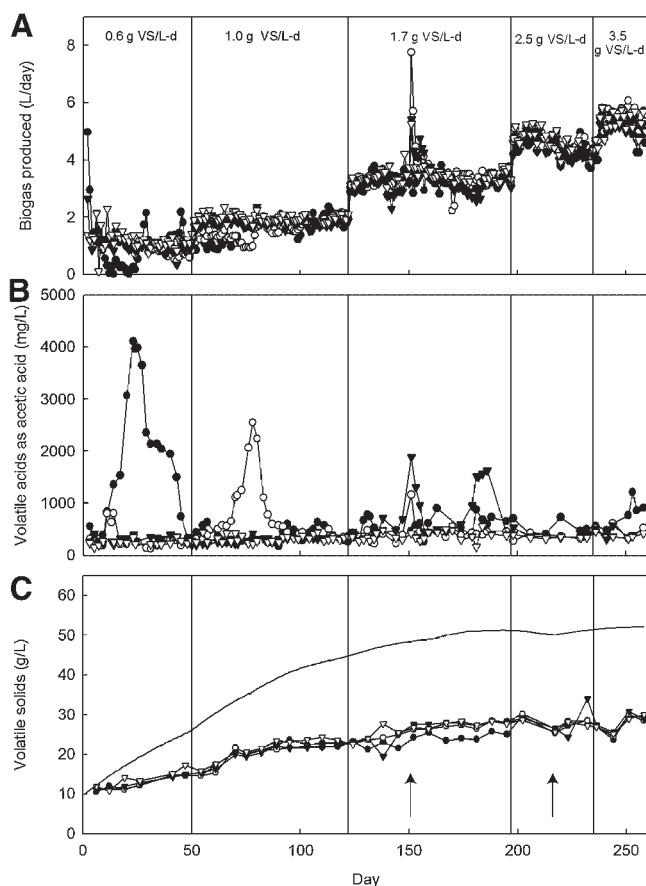 A
0.6 g VS/L-d
1.0 g VS/L-d
1.7 g VS/L-d
2.5 g VS/L-d
3.5
g VS/L-d
Biogas produced (L/day)
8
6
4
2
0
B
Volatile acids as acetic acid (mg/L)
5000
4000
3000
2000
1000
0
C
Volatile solids (g/L)
60
50
40
30
20
10
0
0 50 100 150 200 250
Day